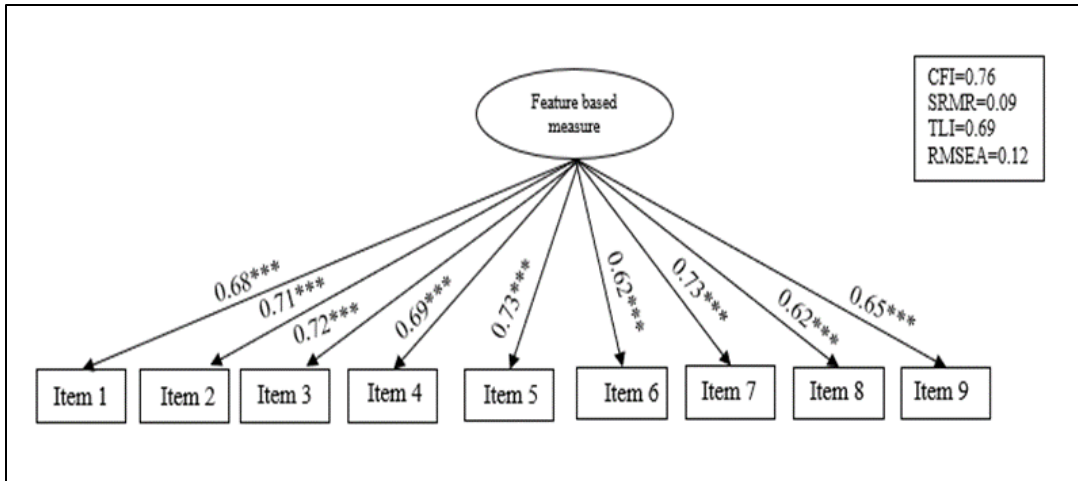 Feature based
measure
CFI=0.76
SRMR=0.09
TLI=0.69
RMSEA=0.12
0.68***
0.71***
0.72***
0.69***
0.73***
0.62***
0.73***
0.62***
0.65***
Item 1
Item 2
Item 3
Item 4
Item 5
Item 6
Item 7
Item 8
Item 9